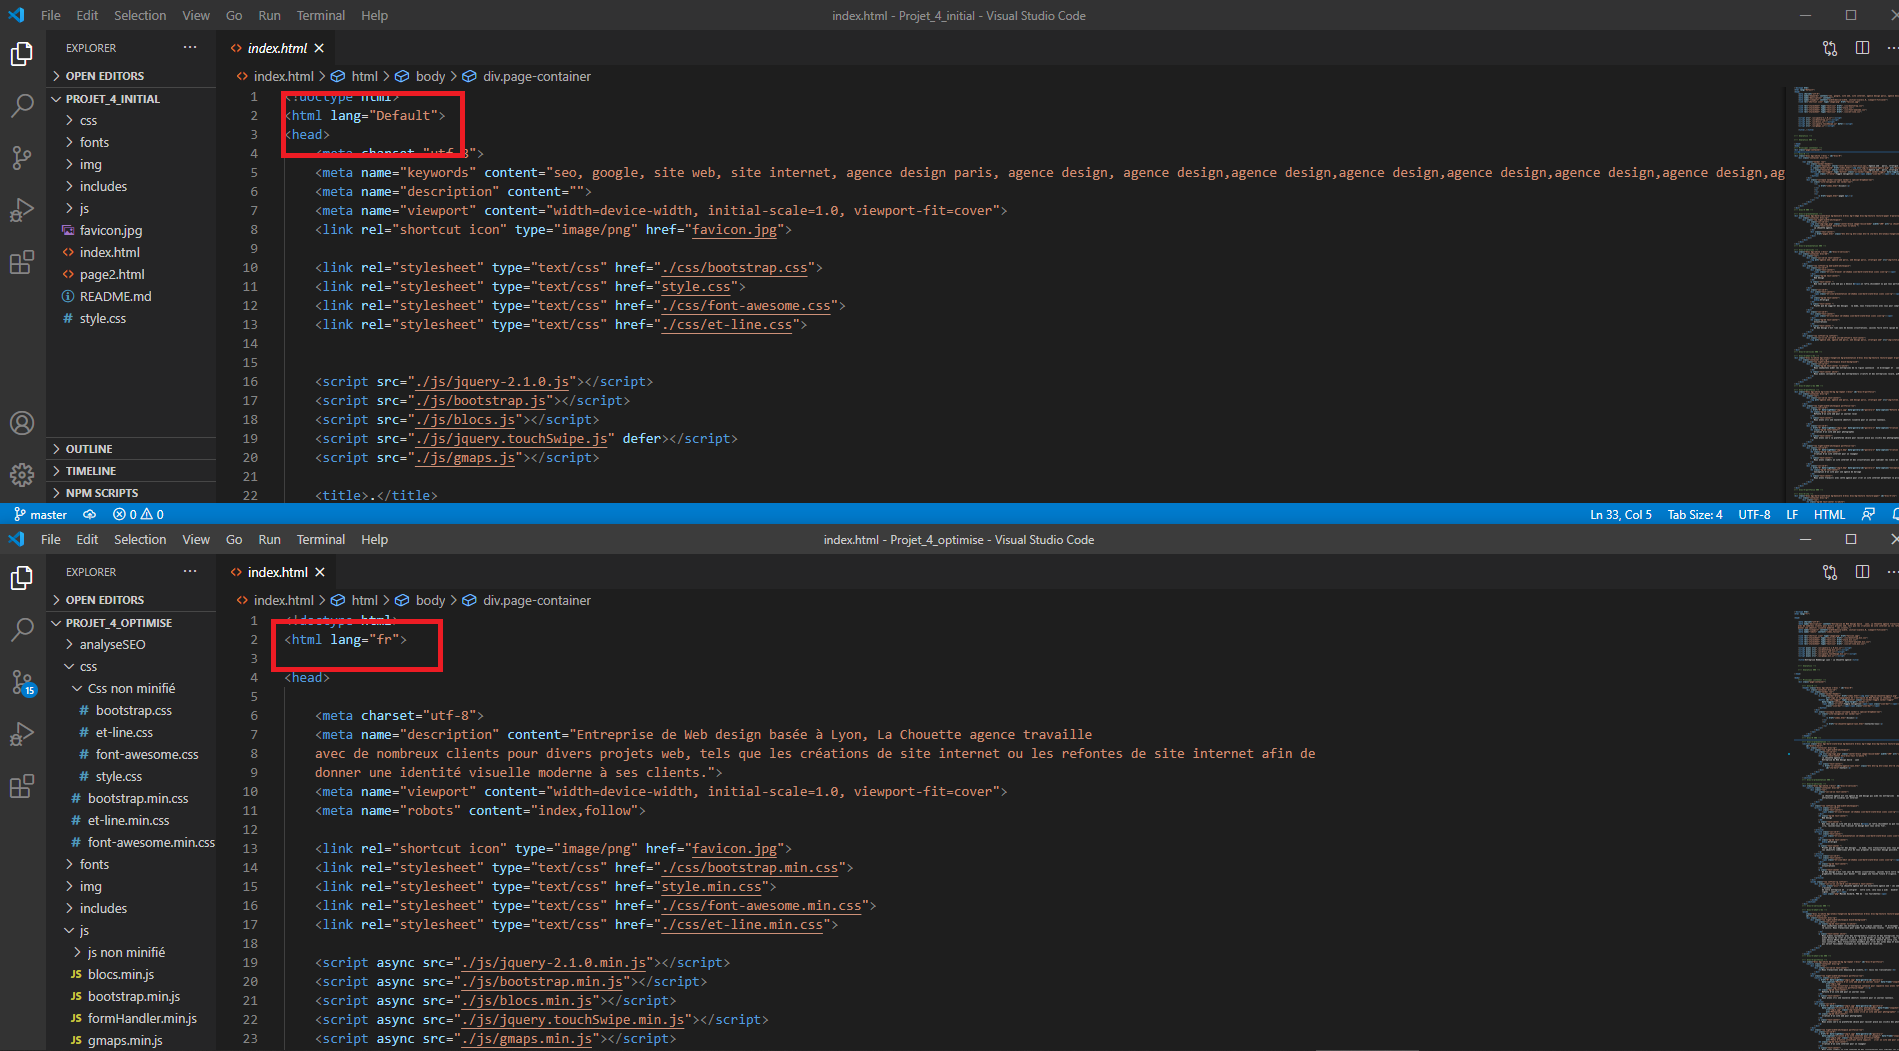 File Edit Selection View Go Run Terminal Help index.html - Projet_4_initial - Visual Studio Code
EXPLORER ···
OPEN EDITORS
PROJET_4_INITIAL
css
fonts
img
includes
js
favicon.jpg
index.html
page2.html
README.md
style.css
OUTLINE
TIMELINE
NPM SCRIPTS
index.html
index.html > html > body > div.page-container
1 <!doctype html>
2 <html lang="Default">
3 <head>
4 <meta charset="utf-8">
5 <meta name="keywords" content="seo, google, site web, site internet, agence design paris, agence design, agence design,agence design,agence design,agence design,agence design,agence design,ag
6 <meta name="description" content="">
7 <meta name="viewport" content="width=device-width, initial-scale=1.0, viewport-fit=cover">
8 <link rel="shortcut icon" type="image/png" href="favicon.jpg">
9
10 <link rel="stylesheet" type="text/css" href="./css/bootstrap.css">
11 <link rel="stylesheet" type="text/css" href="style.css">
12 <link rel="stylesheet" type="text/css" href="./css/font-awesome.css">
13 <link rel="stylesheet" type="text/css" href="./css/et-line.css">
14
15
16 <script src="./js/jquery-2.1.0.js"></script>
17 <script src="./js/bootstrap.js"></script>
18 <script src="./js/blocs.js"></script>
19 <script src="./js/jquery.touchSwipe.js" defer></script>
20 <script src="./js/gmaps.js"></script>
21
22 <title>.</title>
master 0 0 Ln 33, Col 5 Tab Size: 4 UTF-8 LF HTML
File Edit Selection View Go Run Terminal Help index.html - Projet_4_optimise - Visual Studio Code
EXPLORER ···
OPEN EDITORS
PROJET_4_OPTIMISE
analyseSEO
css
Css non minifié
bootstrap.css
et-line.css
font-awesome.css
style.css
bootstrap.min.css
et-line.min.css
font-awesome.min.css
fonts
img
includes
js
js non minifié
blocs.min.js
bootstrap.min.js
formHandler.min.js
gmaps.min.js
15
index.html
index.html > html > body > div.page-container
1 <!doctype html>
2 <html lang="fr">
3
4 <head>
5
6 <meta charset="utf-8">
7 <meta name="description" content="Entreprise de Web design basée à Lyon, La Chouette agence travaille
8 avec de nombreux clients pour divers projets web, tels que les créations de site internet ou les refontes de site internet afin de
9 donner une identité visuelle moderne à ses clients.">
10 <meta name="viewport" content="width=device-width, initial-scale=1.0, viewport-fit=cover">
11 <meta name="robots" content="index,follow">
12
13 <link rel="shortcut icon" type="image/png" href="favicon.jpg">
14 <link rel="stylesheet" type="text/css" href="./css/bootstrap.min.css">
15 <link rel="stylesheet" type="text/css" href="style.min.css">
16 <link rel="stylesheet" type="text/css" href="./css/font-awesome.min.css">
17 <link rel="stylesheet" type="text/css" href="./css/et-line.min.css">
18
19 <script async src="./js/jquery-2.1.0.min.js"></script>
20 <script async src="./js/bootstrap.min.js"></script>
21 <script async src="./js/blocs.min.js"></script>
22 <script async src="./js/jquery.touchSwipe.min.js"></script>
23 <script async src="./js/gmaps.min.js"></script>